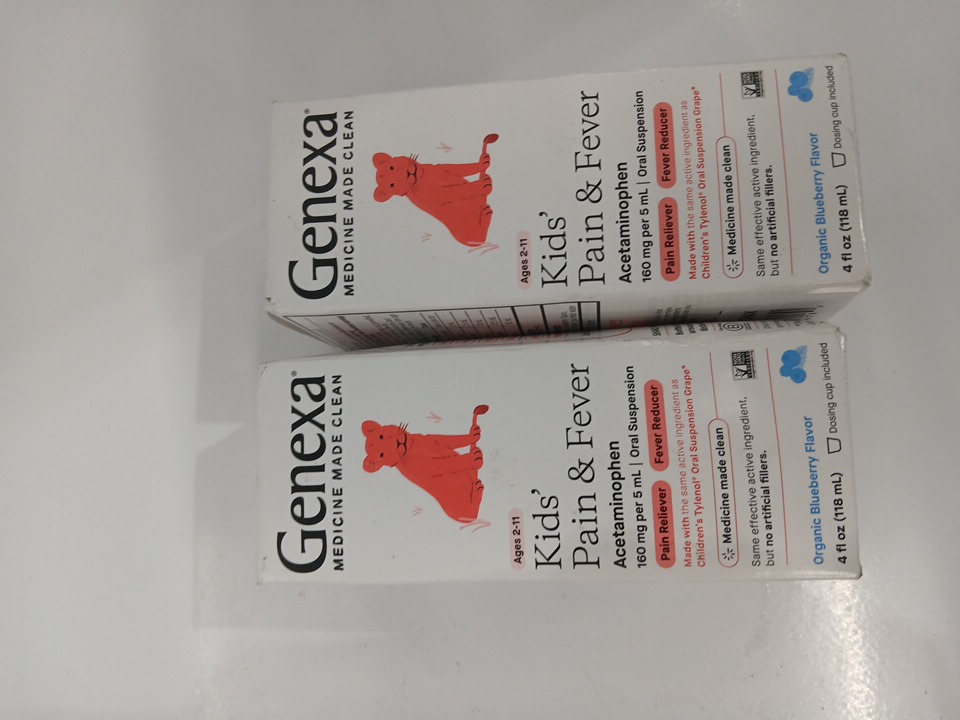 Genexa®
MEDICINE MADE CLEAN
Ages 2-11
Kids'
Pain & Fever
Acetaminophen
160 mg per 5 mL | Oral Suspension
Pain Reliever Fever Reducer
Made with the same active ingredient as
Children's Tylenol® Oral Suspension Grape*
Medicine made clean
Same effective active ingredient,
but no artificial fillers.
Organic Blueberry Flavor
4 fl oz (118 mL) Dosing cup included
Genexa®
MEDICINE MADE CLEAN
Ages 2-11
Kids'
Pain & Fever
Acetaminophen
160 mg per 5 mL | Oral Suspension
Pain Reliever Fever Reducer
Made with the same active ingredient as
Children's Tylenol® Oral Suspension Grape*
Medicine made clean
Same effective active ingredient,
but no artificial fillers.
Organic Blueberry Flavor
4 fl oz (118 mL) Dosing cup included